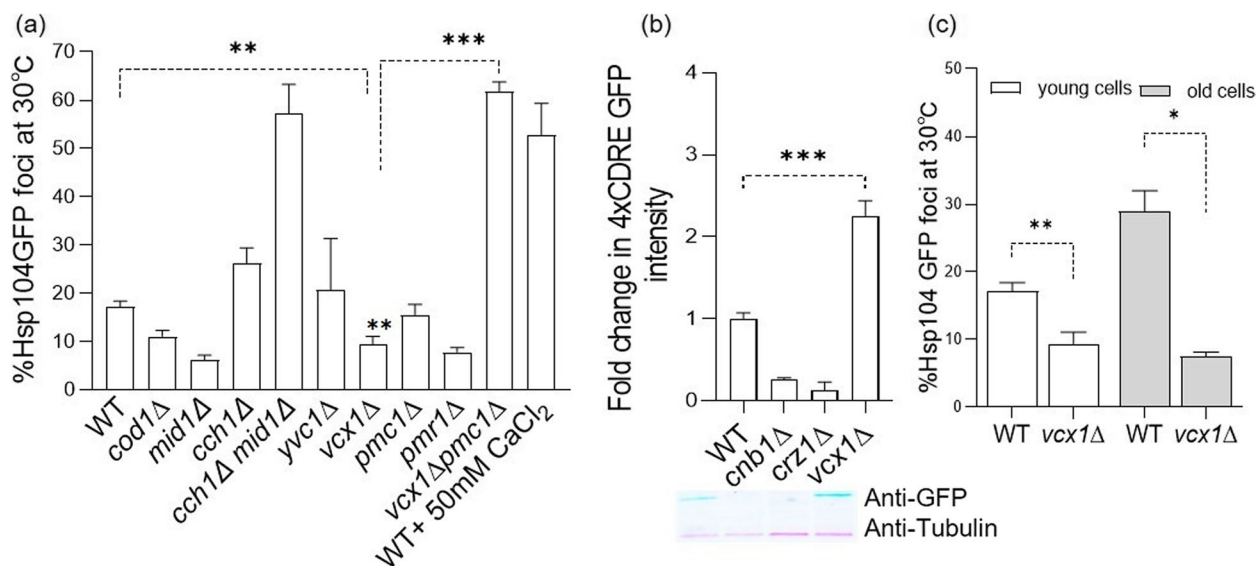 (a)
%Hsp104GFP foci at 30°C
70
60
50
40
30
20
10
0
**
***
**
WT
cod1Δ
mid1Δ
cch1Δ
cch1Δ mid1Δ
yvc1Δ
vcx1Δ
pmc1Δ
pmr1Δ
vcx1Δpmc1Δ
WT+ 50mM CaCl₂
(b)
Fold change in 4xCDRE GFP
intensity
4
2
1
0
***
WT
cnb1Δ
crz1Δ
vcx1Δ
Anti-GFP
Anti-Tubulin
(c)
%Hsp104 GFP foci at 30°C
50
40
30
20
10
0
young cells
old cells
**
*
WT
vcx1Δ
WT
vcx1Δ